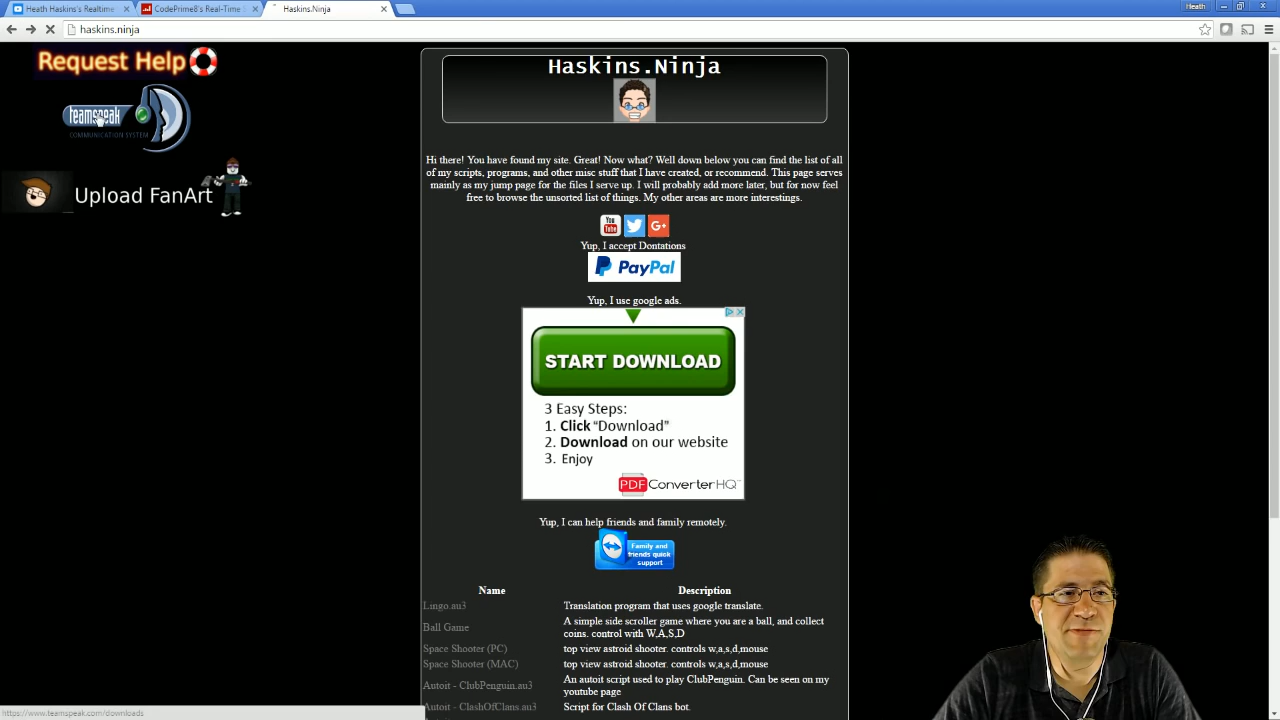 Heath Haskins's Realtime
CodePrime8's Real-Time S
Haskins.Ninja
Heath
haskins.ninja
Request Help
teamspeak
COMMUNICATION SYSTEM
Upload FanArt
Haskins.Ninja
Hi there! You have found my site. Great! Now what? Well down below you can find the list of all
of my scripts, programs, and other misc stuff that I have created, or recommend. This page serves
mainly as my jump page for the files I serve up. I will probably add more later, but for now feel
free to browse the unsorted list of things. My other areas are more interestings.
You
Tube
G+
Yup, I accept Dontations
PayPal
Yup, I use google ads.
START DOWNLOAD
3 Easy Steps:
1. Click “Download”
2. Download on our website
3. Enjoy
PDF ConverterHQ™
Yup, I can help friends and family remotely.
Family and
friends quick
support
Name Description
Lingo.au3 Translation program that uses google translate.
Ball Game A simple side scroller game where you are a ball, and collect
coins. control with W,A,S,D
Space Shooter (PC) top view astroid shooter. controls w,a,s,d,mouse
Space Shooter (MAC) top view astroid shooter. controls w,a,s,d,mouse
Autoit - ClubPenguin.au3 An autoit script used to play ClubPenguin. Can be seen on my
youtube page
Autoit - ClashOfClans.au3 Script for Clash Of Clans bot.
https://www.teamspeak.com/downloads